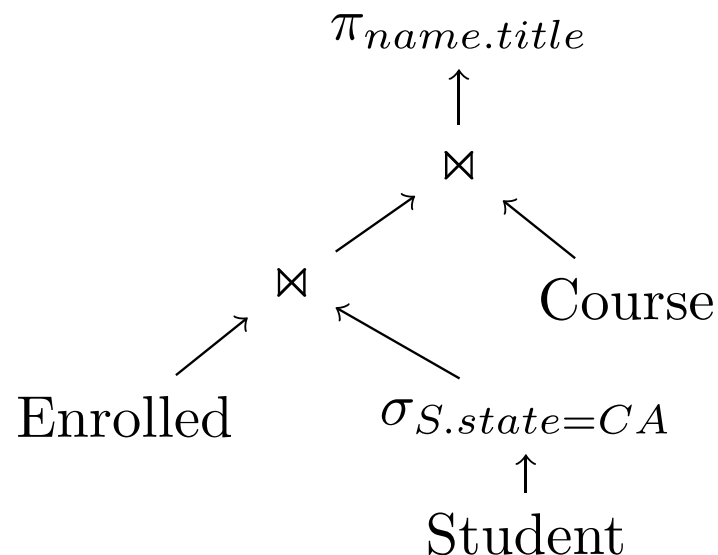 π_{name.title}
⋈
⋈
Course
Enrolled
σ_{S.state=CA}
Student